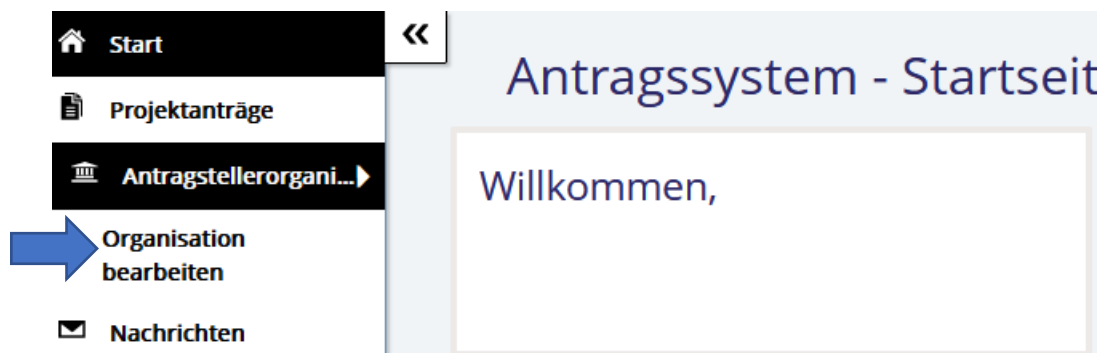 Start
Projektanträge
Antragstellerorgani...
Organisation
bearbeiten
Nachrichten
«
Antragssystem - Startseit
Willkommen,